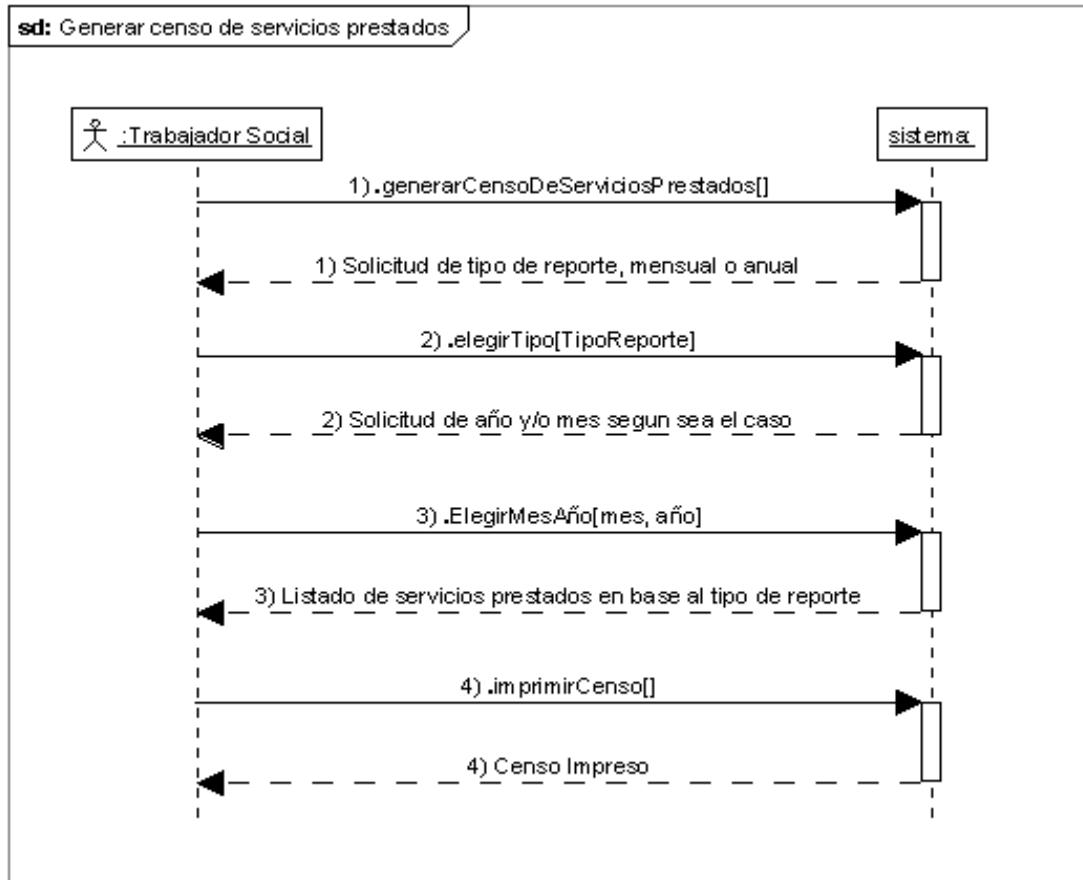 sd: Generar censo de servicios prestados
:Trabajador Social
sistema:
1) .generarCensoDeServiciosPrestados[]
1) Solicitud de tipo de reporte, mensual o anual
2) .elegirTipo[TipoReporte]
2) Solicitud de año y/o mes segun sea el caso
3) .ElegirMesAño[mes, año]
3) Listado de servicios prestados en base al tipo de reporte
4) .imprimirCenso[]
4) Censo Impreso